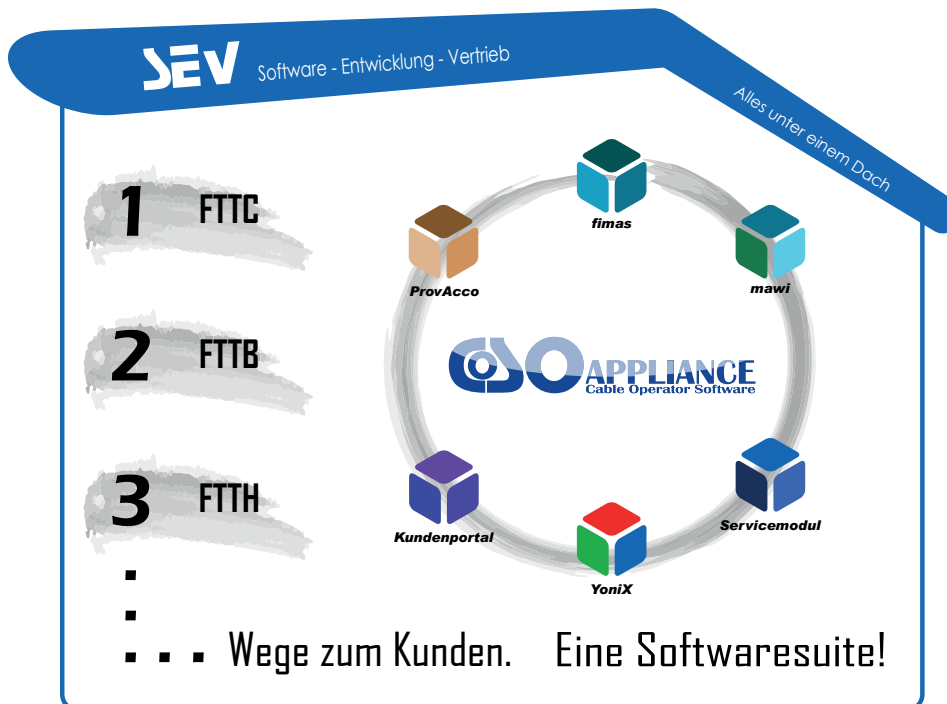 SEV Software - Entwicklung - Vertrieb
Alles unter einem Dach
1 FTTC
2 FTTB
3 FTTH
fimas
mawi
Servicemodul
YoniX
Kundenportal
ProvAcco
CSO APPLIANCE
Cable Operator Software
... Wege zum Kunden. Eine Softwaresuite!